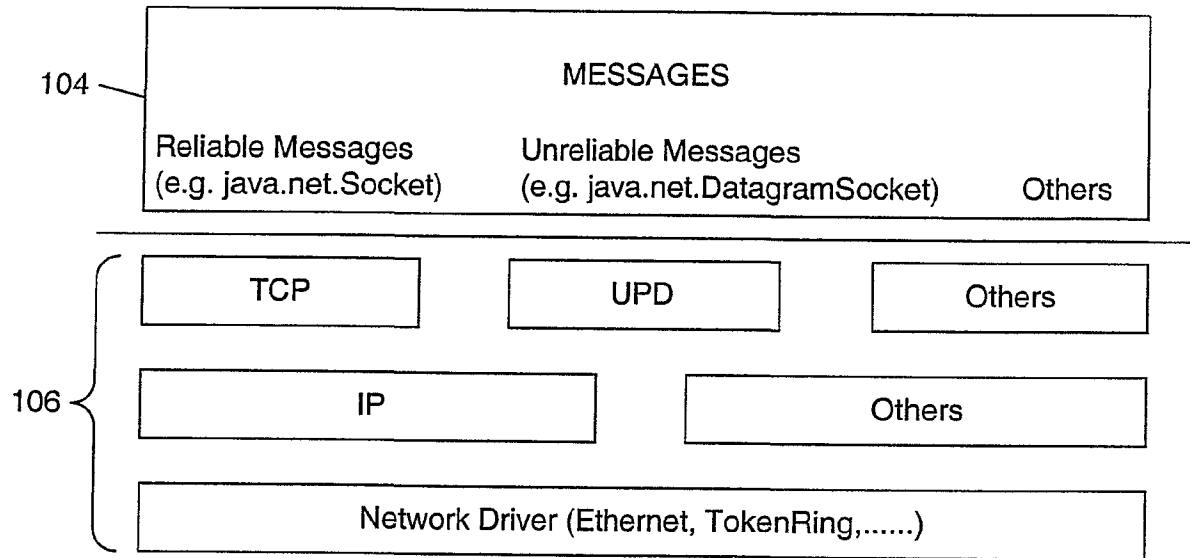 104
MESSAGES
Reliable Messages
(e.g. java.net.Socket)
Unreliable Messages
(e.g. java.net.DatagramSocket)
Others
106
TCP
UPD
Others
IP
Others
Network Driver (Ethernet, TokenRing,......)